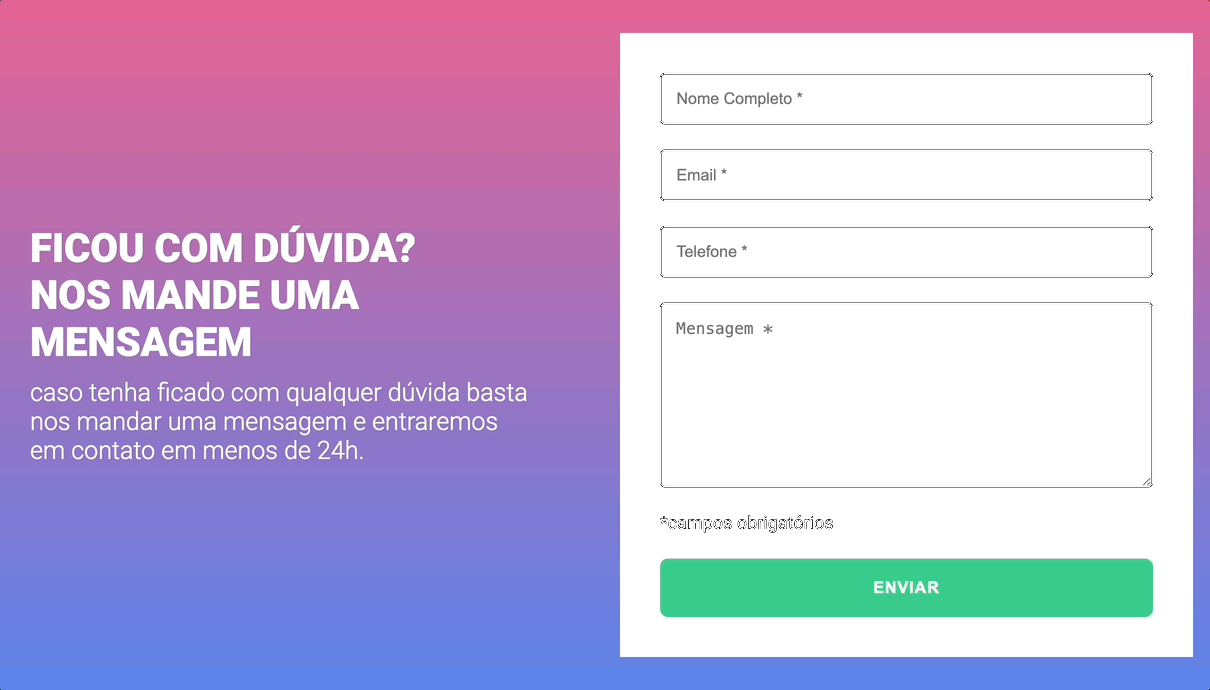 FICOU COM DÚVIDA?
NOS MANDE UMA
MENSAGEM
caso tenha ficado com qualquer dúvida basta
nos mandar uma mensagem e entraremos
em contato em menos de 24h.
Nome Completo *
Email *
Telefone *
Mensagem *
*campos obrigatórios
ENVIAR